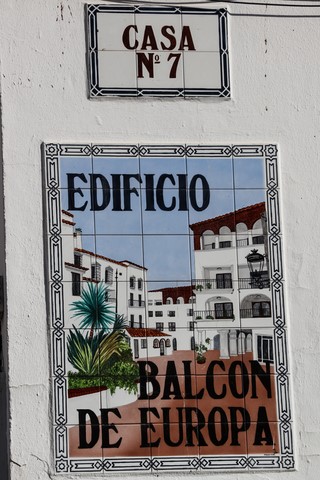 CASA
Nº 7
EDIFICIO
BALCON
DE EUROPA